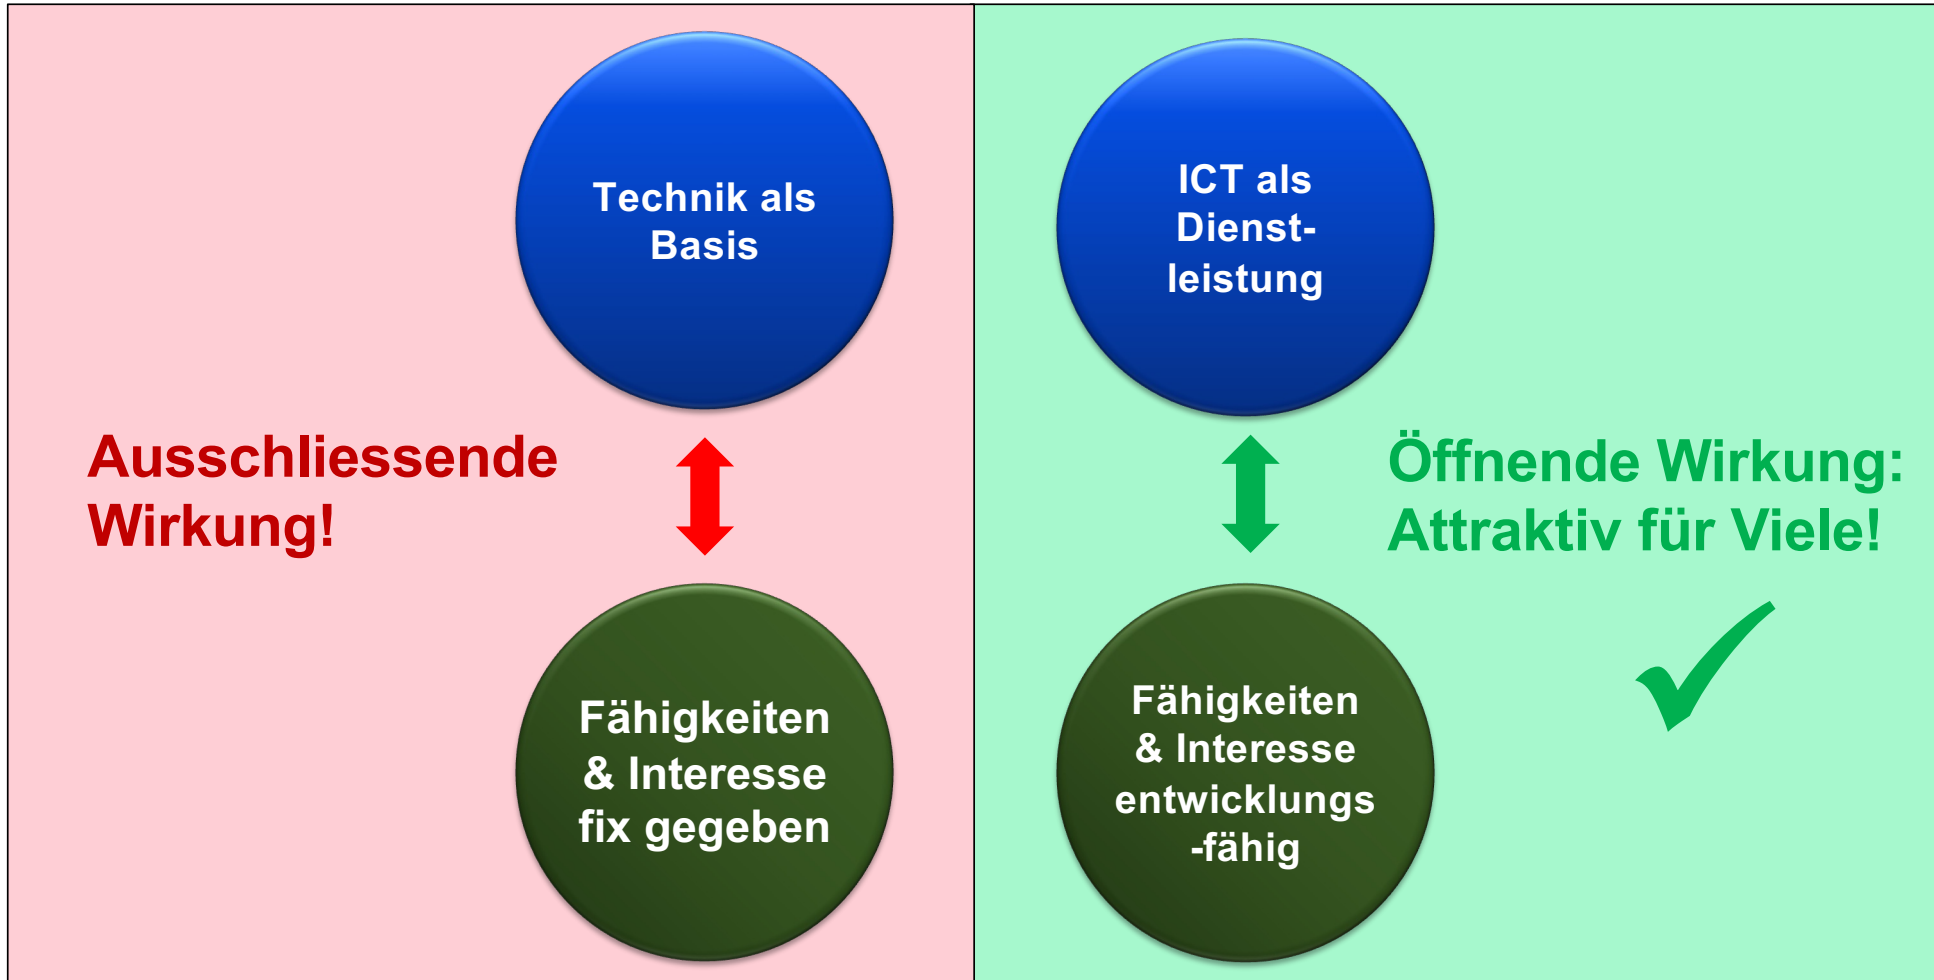 Technik als
Basis
Ausschliessende
Wirkung!
Fähigkeiten
& Interesse
fix gegeben
ICT als
Dienst-
leistung
Öffnende Wirkung:
Attraktiv für Viele!
Fähigkeiten
& Interesse
entwicklungs
-fähig